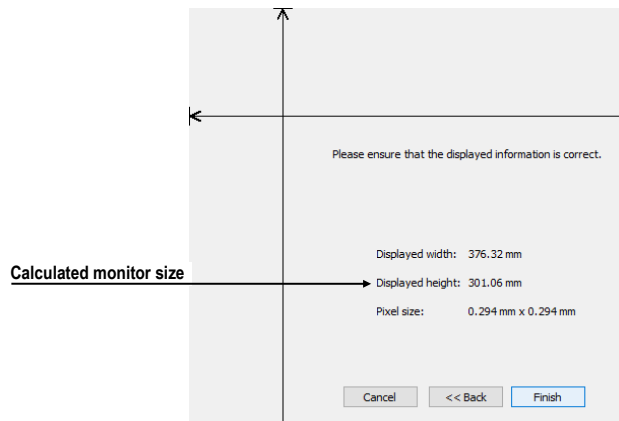 Please ensure that the displayed information is correct.
Displayed width: 376.32 mm
Calculated monitor size
Displayed height: 301.06 mm
Pixel size: 0.294 mm x 0.294 mm
Cancel
<< Back
Finish